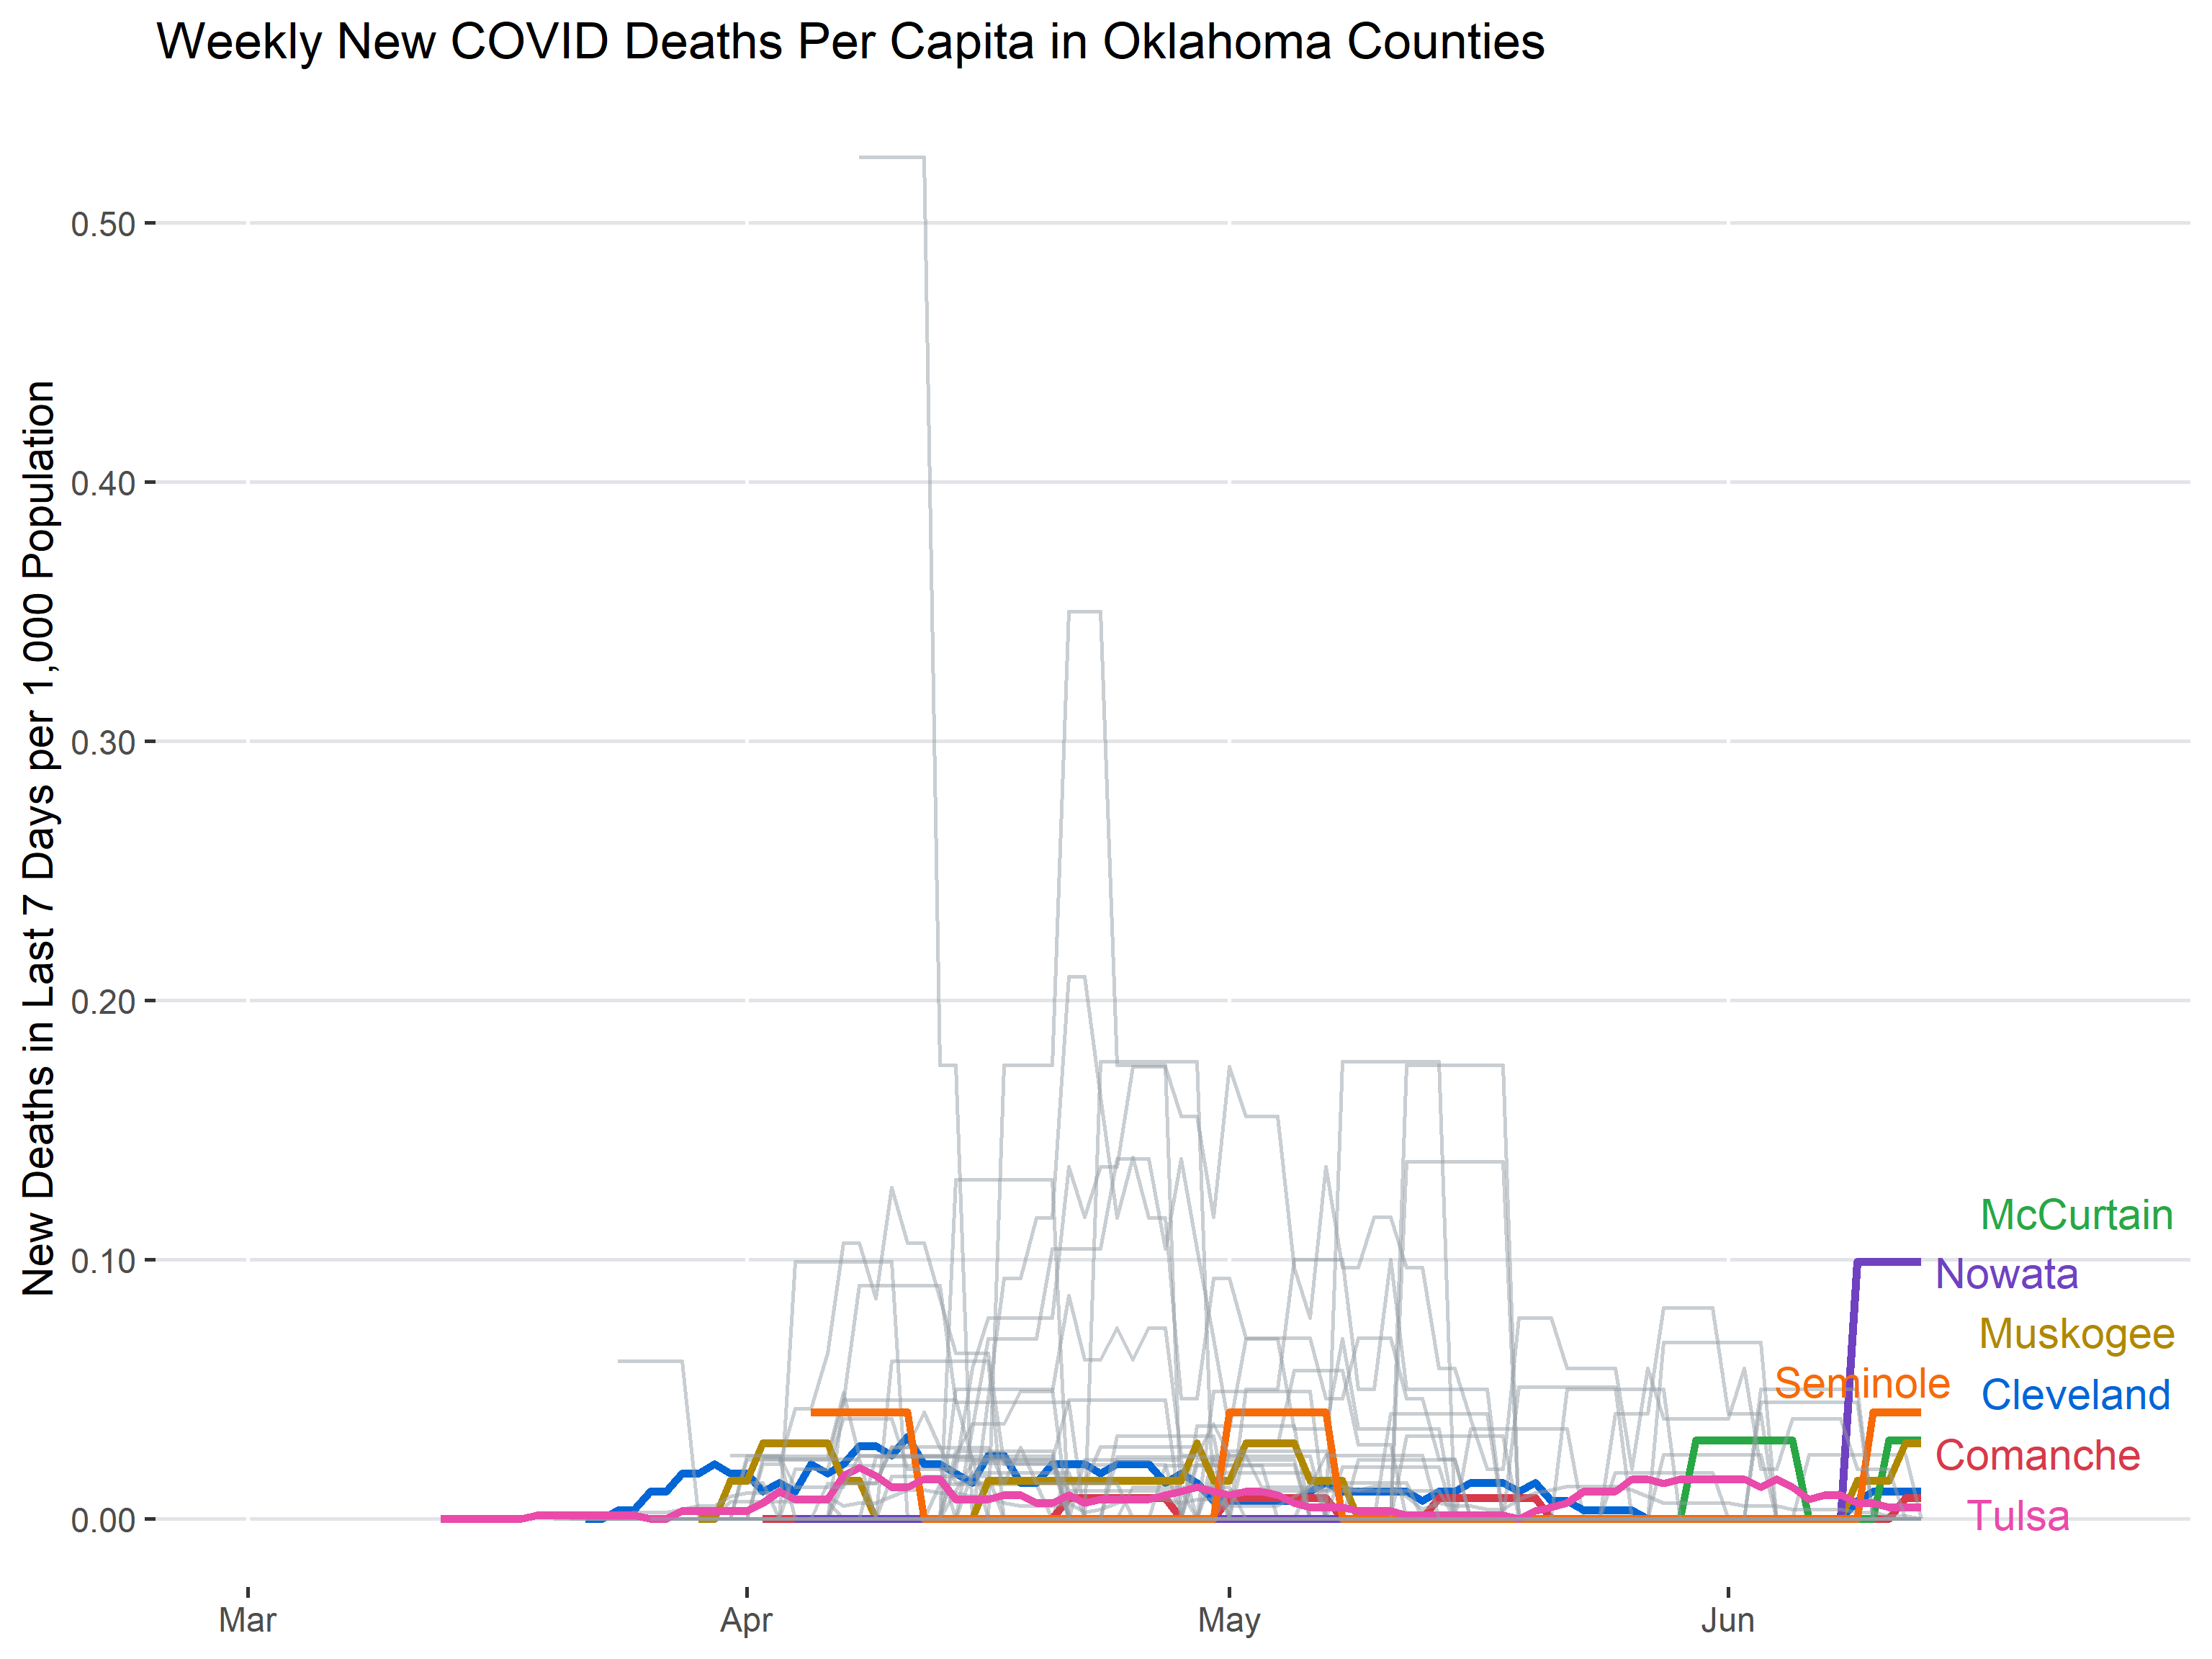 Weekly New COVID Deaths Per Capita in Oklahoma Counties
New Deaths in Last 7 Days per 1,000 Population
0.50
0.40
0.30
0.20
0.10
0.00
McCurtain
Nowata
Muskogee
Seminole
Cleveland
Comanche
Tulsa
Mar
Apr
May
Jun